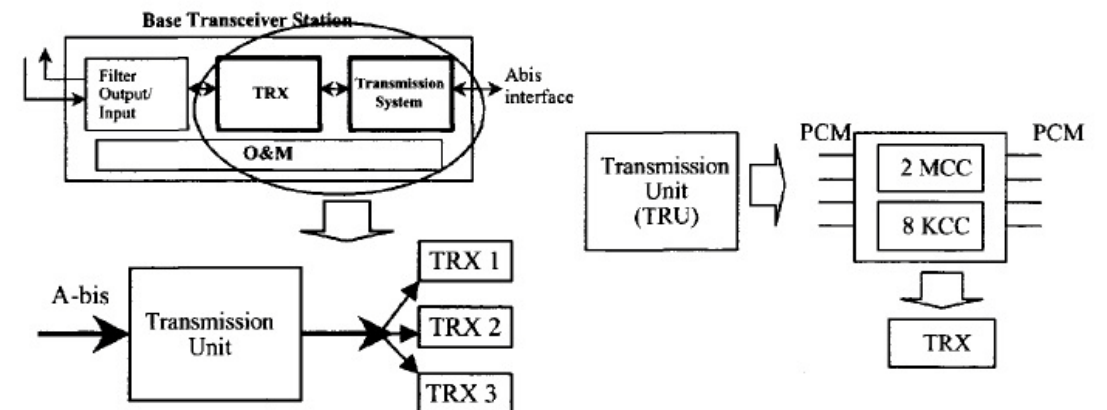 Base Transceiver Station
Filter
Output/
Input
TRX
Transmission
System
Abis
interface
O&M
A-bis
Transmission
Unit
TRX 1
TRX 2
TRX 3
Transmission
Unit
(TRU)
PCM
2 MCC
8 KCC
PCM
TRX